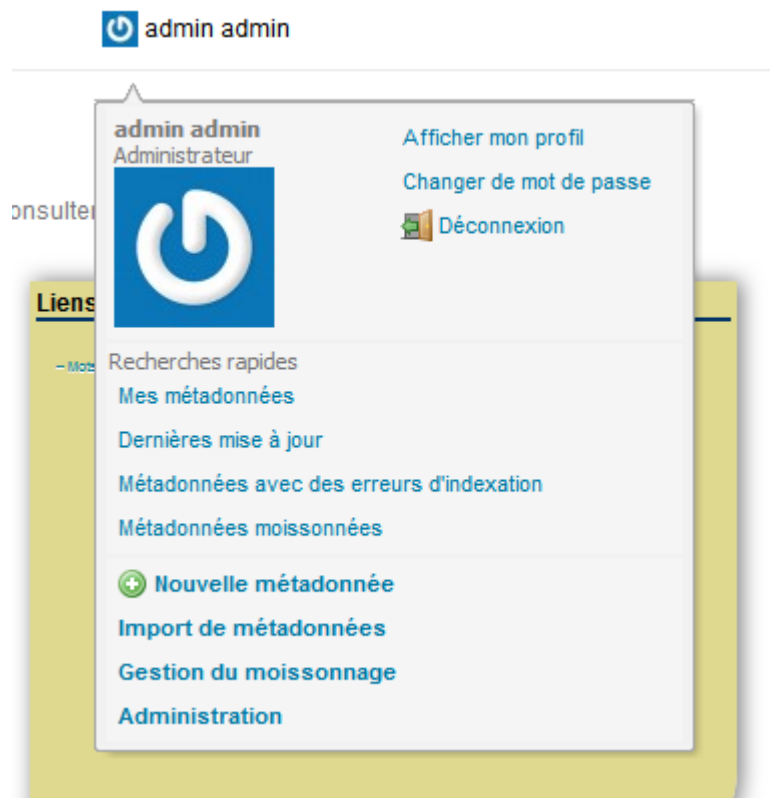 admin admin
admin admin
Administrateur
Afficher mon profil
Changer de mot de passe
Déconnexion
onsulter
Liens
– Mots
Recherches rapides
Mes métadonnées
Dernières mise à jour
Métadonnées avec des erreurs d'indexation
Métadonnées moissonnées
Nouvelle métadonnée
Import de métadonnées
Gestion du moissonnage
Administration